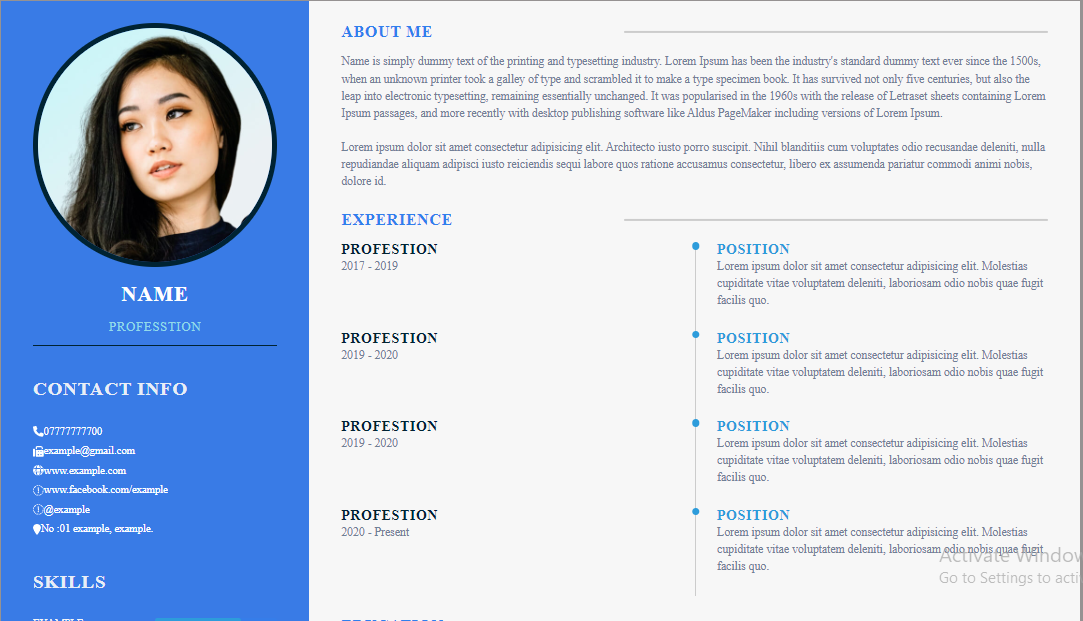 NAME
PROFESSTION
CONTACT INFO
07777777700
example@gmail.com
www.example.com
www.facebook.com/example
@example
No :01 example, example.
SKILLS
EXAMPLE
ABOUT ME
Name is simply dummy text of the printing and typesetting industry. Lorem Ipsum has been the industry's standard dummy text ever since the 1500s,
when an unknown printer took a galley of type and scrambled it to make a type specimen book. It has survived not only five centuries, but also the
leap into electronic typesetting, remaining essentially unchanged. It was popularised in the 1960s with the release of Letraset sheets containing Lorem
Ipsum passages, and more recently with desktop publishing software like Aldus PageMaker including versions of Lorem Ipsum.
Lorem ipsum dolor sit amet consectetur adipisicing elit. Architecto iusto porro suscipit. Nihil blanditiis cum voluptates odio recusandae deleniti, nulla
repudiandae aliquam adipisci iusto reiciendis sequi labore quos ratione accusamus consectetur, libero ex assumenda pariatur commodi animi nobis,
dolore id.
EXPERIENCE
PROFESTION
2017 - 2019
POSITION
Lorem ipsum dolor sit amet consectetur adipisicing elit. Molestias
cupiditate vitae voluptatem deleniti, laboriosam odio nobis quae fugit
facilis quo.
PROFESTION
2019 - 2020
POSITION
Lorem ipsum dolor sit amet consectetur adipisicing elit. Molestias
cupiditate vitae voluptatem deleniti, laboriosam odio nobis quae fugit
facilis quo.
PROFESTION
2019 - 2020
POSITION
Lorem ipsum dolor sit amet consectetur adipisicing elit. Molestias
cupiditate vitae voluptatem deleniti, laboriosam odio nobis quae fugit
facilis quo.
PROFESTION
2020 - Present
POSITION
Lorem ipsum dolor sit amet consectetur adipisicing elit. Molestias
cupiditate vitae voluptatem deleniti, laboriosam odio nobis quae fugit
facilis quo.
EDUCATION
Activate Window
Go to Settings to acti